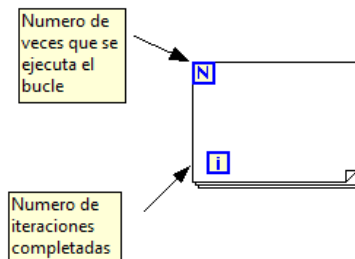 Numero de
veces que se
ejecuta el
bucle
N
i
Numero de
iteraciones
completadas